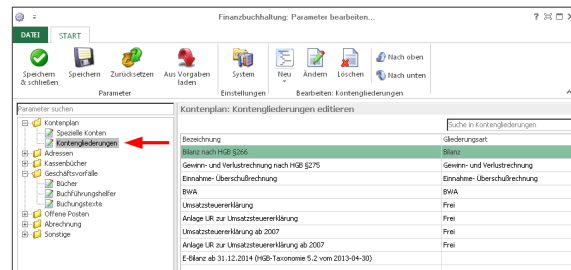 Finanzbuchhaltung: Parameter bearbeiten...
DATEI START
Speichern & schließen
Speichern
Zurücksetzen
Aus Vorgaben laden
System
Neu
Ändern
Löschen
Nach oben
Nach unten
Parameter
Einstellungen
Bearbeiten: Kontengliederungen
Parameter suchen
Kontenplan
Spezielle Konten
Kontengliederungen
Adressen
Kassenbücher
Geschäftsvorfälle
Bücher
Buchführungshelfer
Buchungstexte
Offene Posten
Abrechnung
Sonstige
Kontenplan: Kontengliederungen editieren
Suche in Kontengliederungen
Bezeichnung Gliederungsart
Bilanz nach HGB §266 Bilanz
Gewinn- und Verlustrechnung nach HGB §275 Gewinn- und Verlustrechnung
Einnahme- Überschußrechnung Einnahme- Überschußrechnung
BWA BWA
Umsatzsteuererklärung Frei
Anlage UR zur Umsatzsteuererklärung Frei
Umsatzsteuererklärung ab 2007 Frei
Anlage UR zur Umsatzsteuererklärung ab 2007 Frei
E-Bilanz ab 31.12.2014 (HGB-Taxonomie 5.2 vom 2013-04-30)